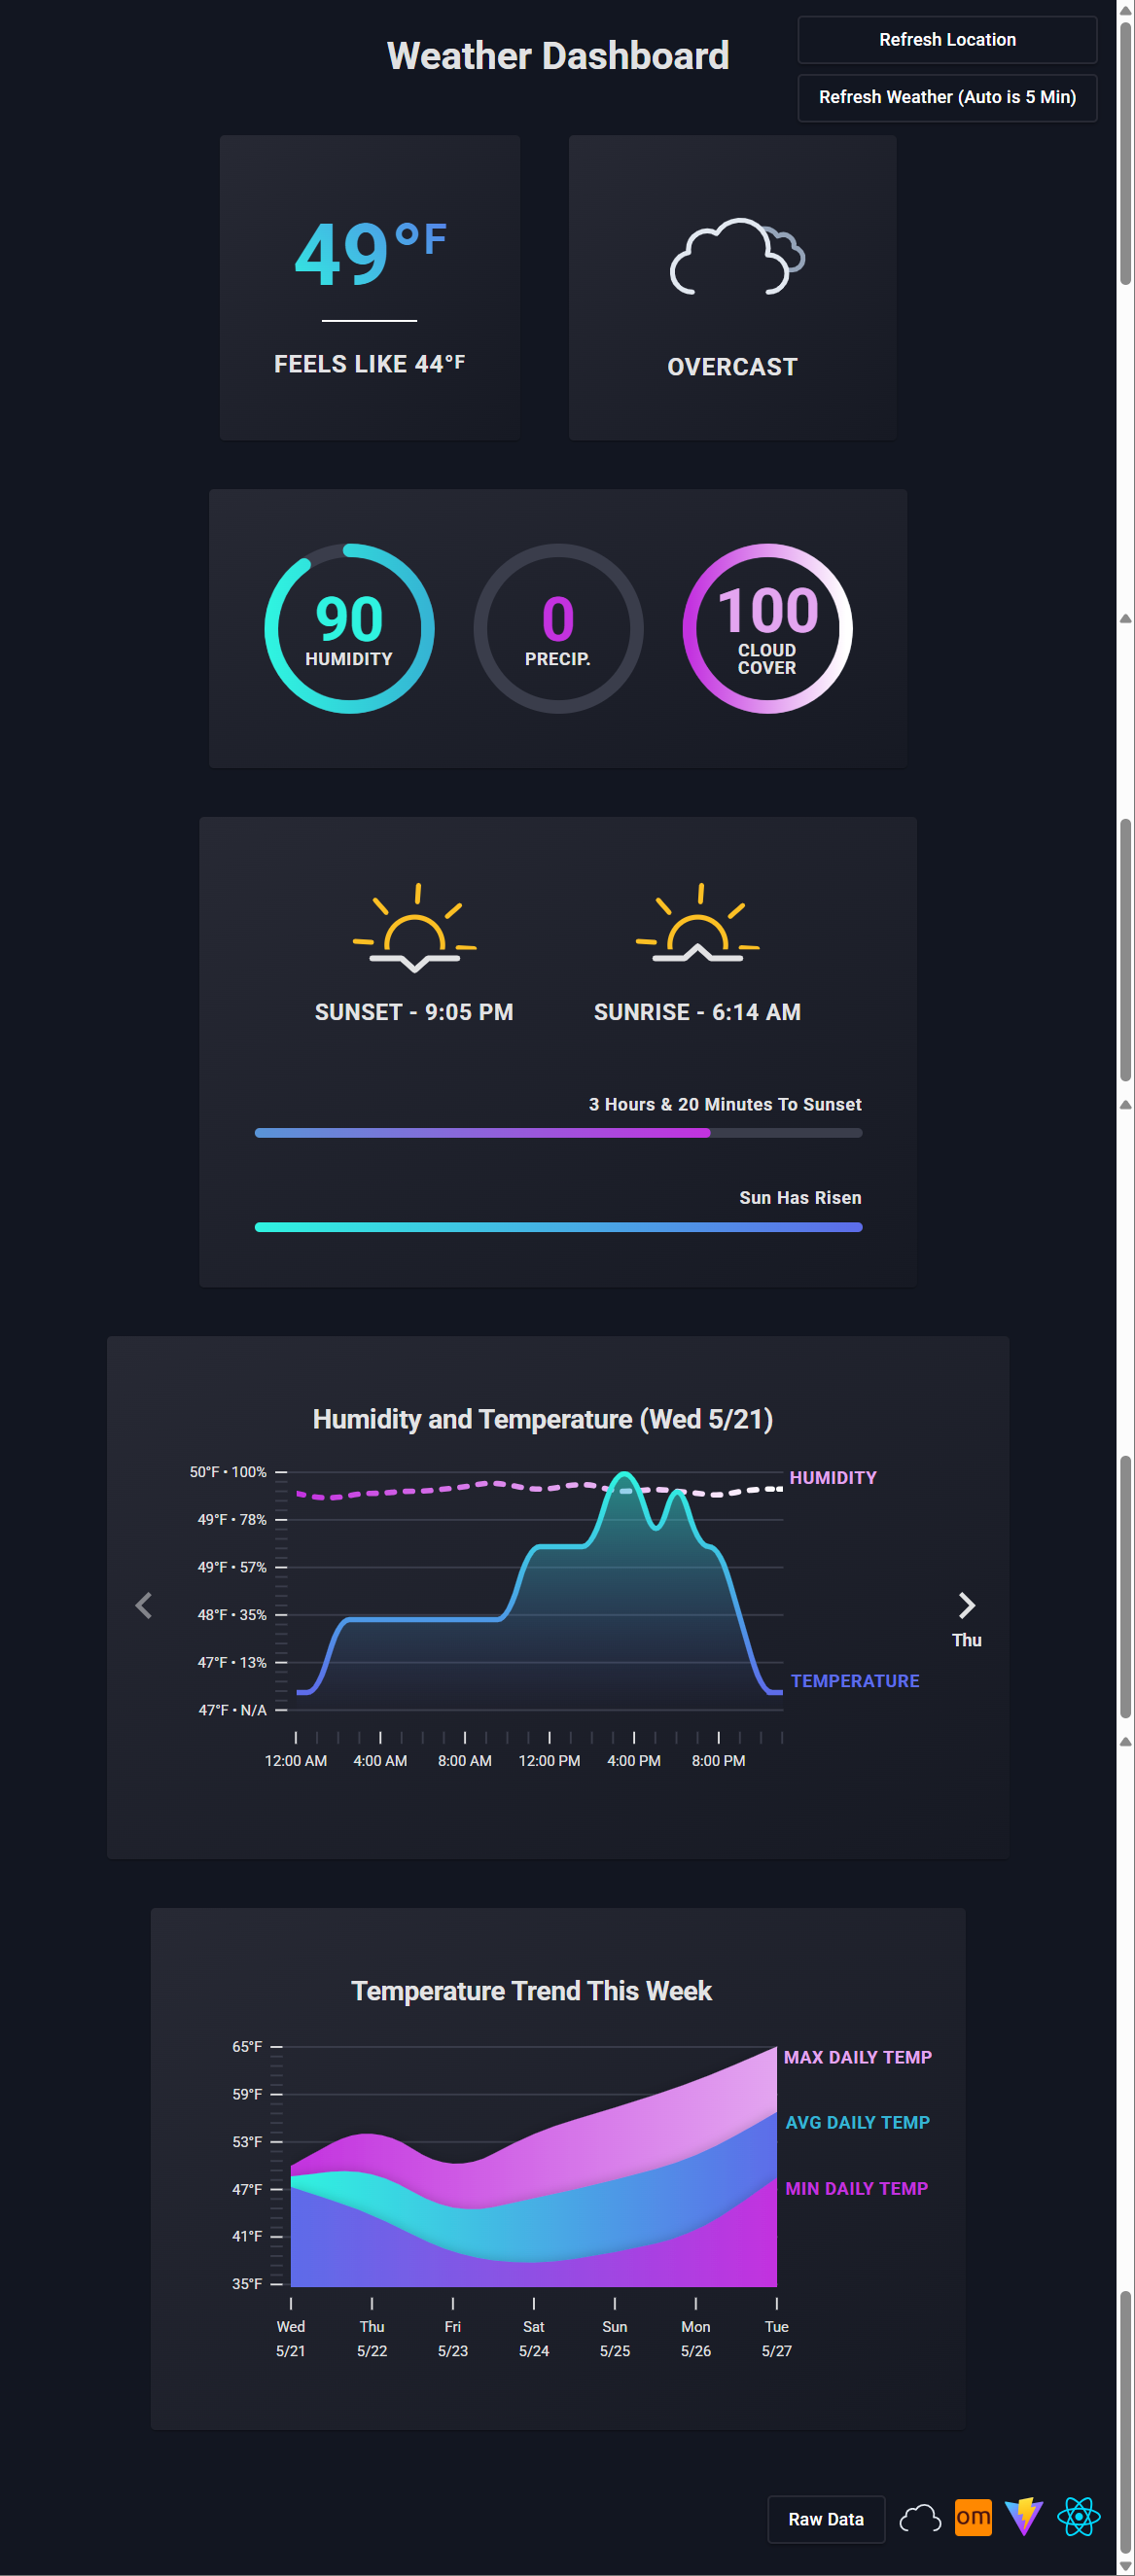 Weather Dashboard
Refresh Location
Refresh Weather (Auto is 5 Min)
49°F
FEELS LIKE 44°F
OVERCAST
90
HUMIDITY
0
PRECIP.
100
CLOUD
COVER
SUNSET - 9:05 PM
SUNRISE - 6:14 AM
3 Hours & 20 Minutes To Sunset
Sun Has Risen
Humidity and Temperature (Wed 5/21)
50°F • 100%
HUMIDITY
49°F • 78%
49°F • 57%
48°F • 35%
Thu
47°F • 13%
TEMPERATURE
47°F • N/A
12:00 AM 4:00 AM 8:00 AM 12:00 PM 4:00 PM 8:00 PM
Temperature Trend This Week
65°F
MAX DAILY TEMP
59°F
AVG DAILY TEMP
53°F
47°F
MIN DAILY TEMP
41°F
35°F
Wed Thu Fri Sat Sun Mon Tue
5/21 5/22 5/23 5/24 5/25 5/26 5/27
Raw Data
om